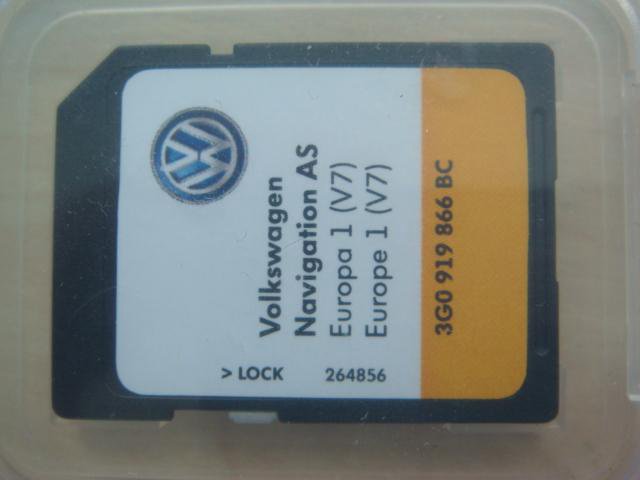 Volkswagen
Navigation AS
Europa 1 (V7)
Europe 1 (V7)
3G0 919 866 BC
> LOCK
264856